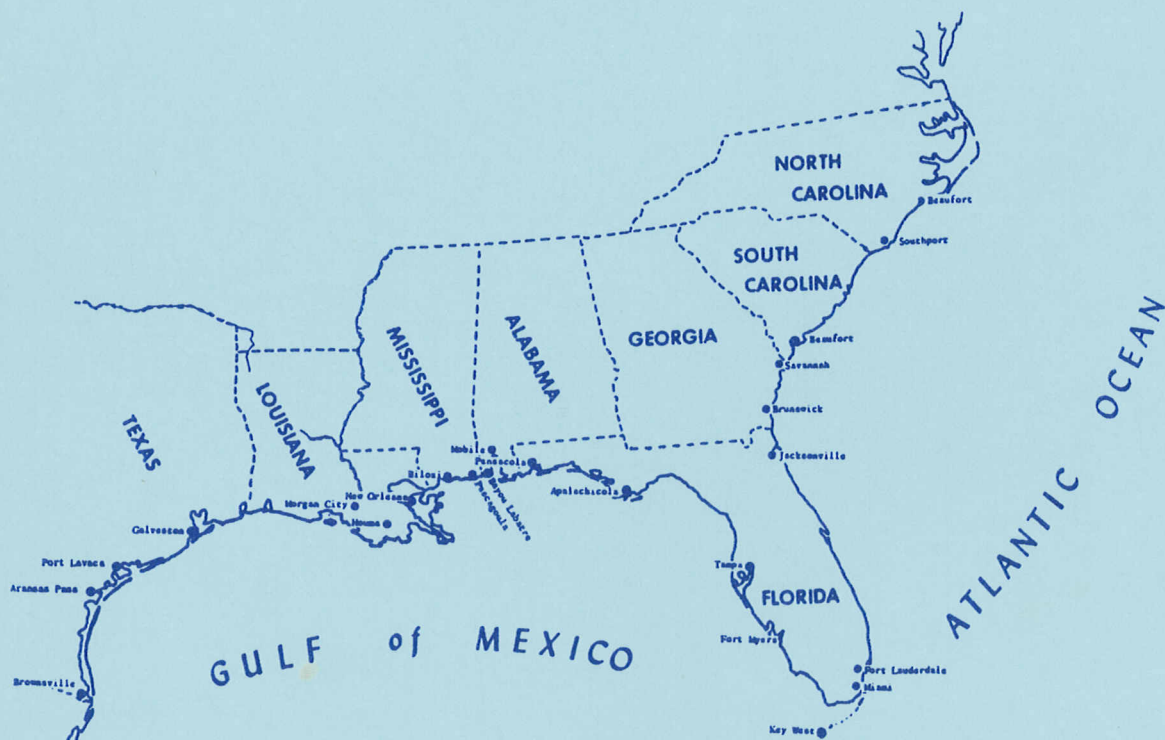 NORTH
CAROLINA
Beaufort
Southport
SOUTH
CAROLINA
GEORGIA
ALABAMA
MISSISSIPPI
LOUISIANA
TEXAS
Beaufort
Savannah
Brunswick
Jacksonville
Mobile
Pensacola
Biloxi
Bayou Labatre
Pascagoula
Apalachicola
New Orleans
Morgan City
Houma
Galveston
Port Lavaca
Aransas Pass
Brownsville
Tampa
FLORIDA
Fort Myers
Fort Lauderdale
Miami
Key West
GULF of MEXICO
ATLANTIC OCEAN